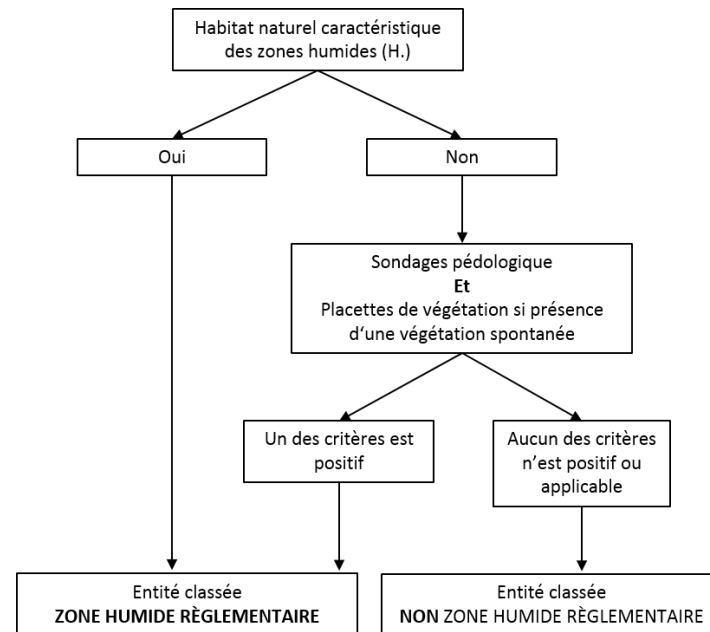 Habitat naturel caractéristique
des zones humides (H.)
Oui
Non
Sondages pédologique
Et
Placettes de végétation si présence
d‘une végétation spontanée
Un des critères est
positif
Aucun des critères
n’est positif ou
applicable
Entité classée
ZONE HUMIDE RÈGLEMENTAIRE
Entité classée
NON ZONE HUMIDE RÈGLEMENTAIRE